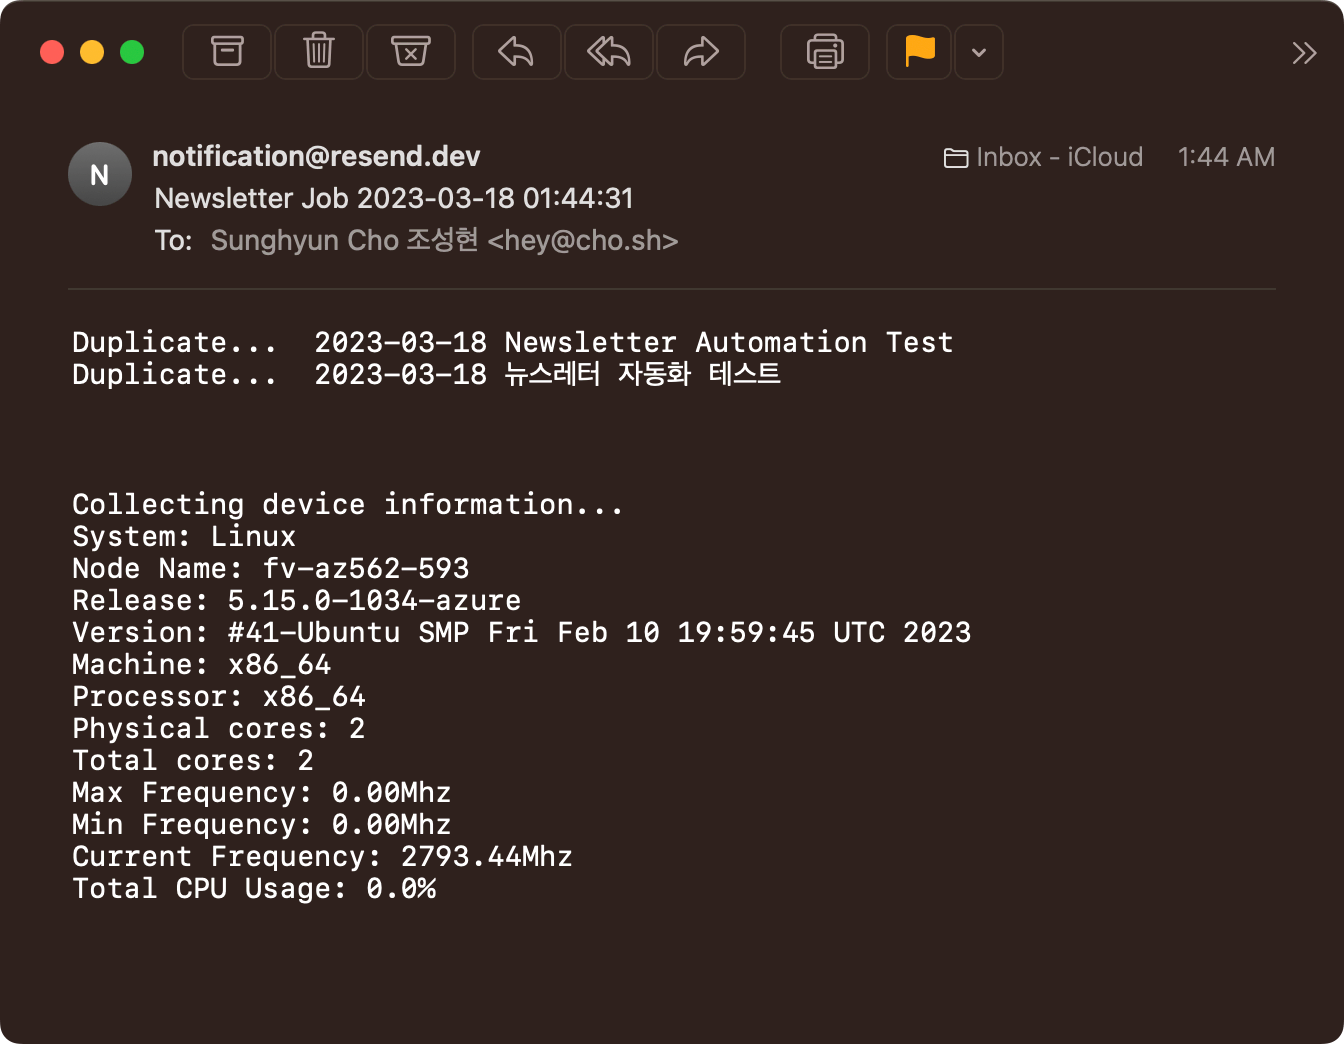 N
notification@resend.dev
Inbox - iCloud 1:44 AM
Newsletter Job 2023-03-18 01:44:31
To: Sunghyun Cho 조성현 <hey@cho.sh>
Duplicate... 2023-03-18 Newsletter Automation Test
Duplicate... 2023-03-18 뉴스레터 자동화 테스트
Collecting device information...
System: Linux
Node Name: fv-az562-593
Release: 5.15.0-1034-azure
Version: #41-Ubuntu SMP Fri Feb 10 19:59:45 UTC 2023
Machine: x86_64
Processor: x86_64
Physical cores: 2
Total cores: 2
Max Frequency: 0.00Mhz
Min Frequency: 0.00Mhz
Current Frequency: 2793.44Mhz
Total CPU Usage: 0.0%